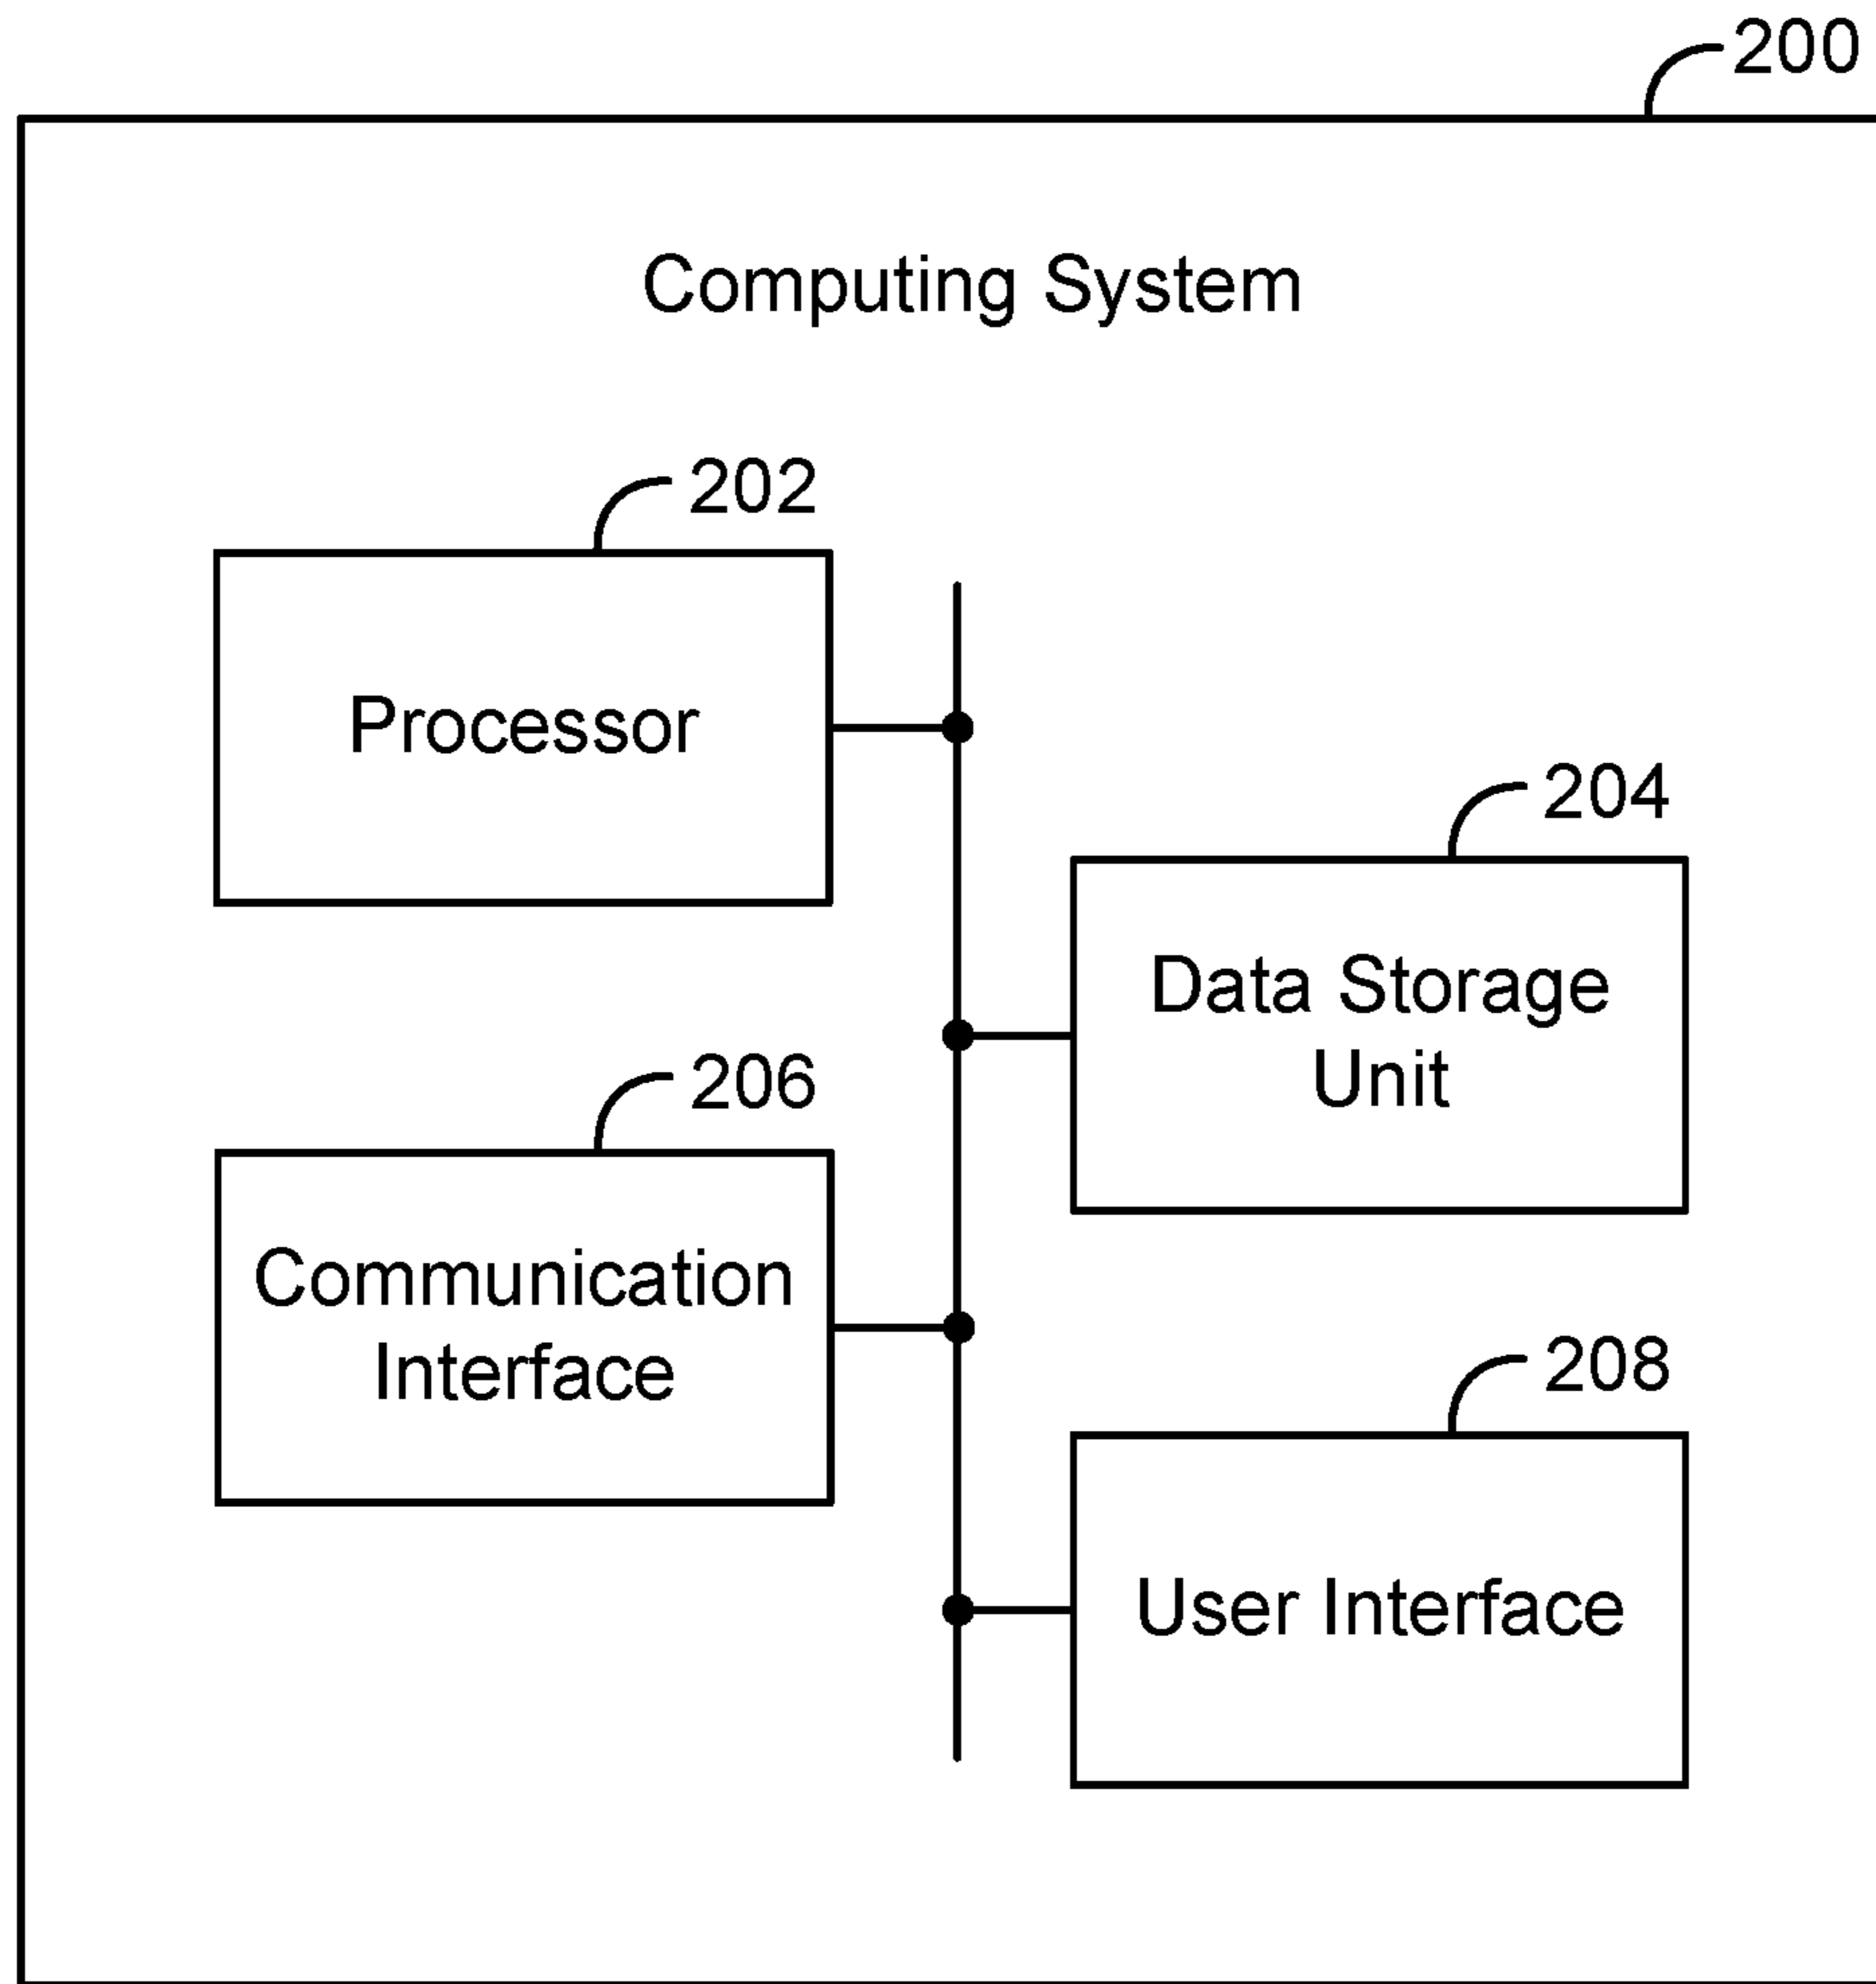 200
Computing System
202
Processor
204
Data Storage
Unit
206
Communication
Interface
208
User Interface